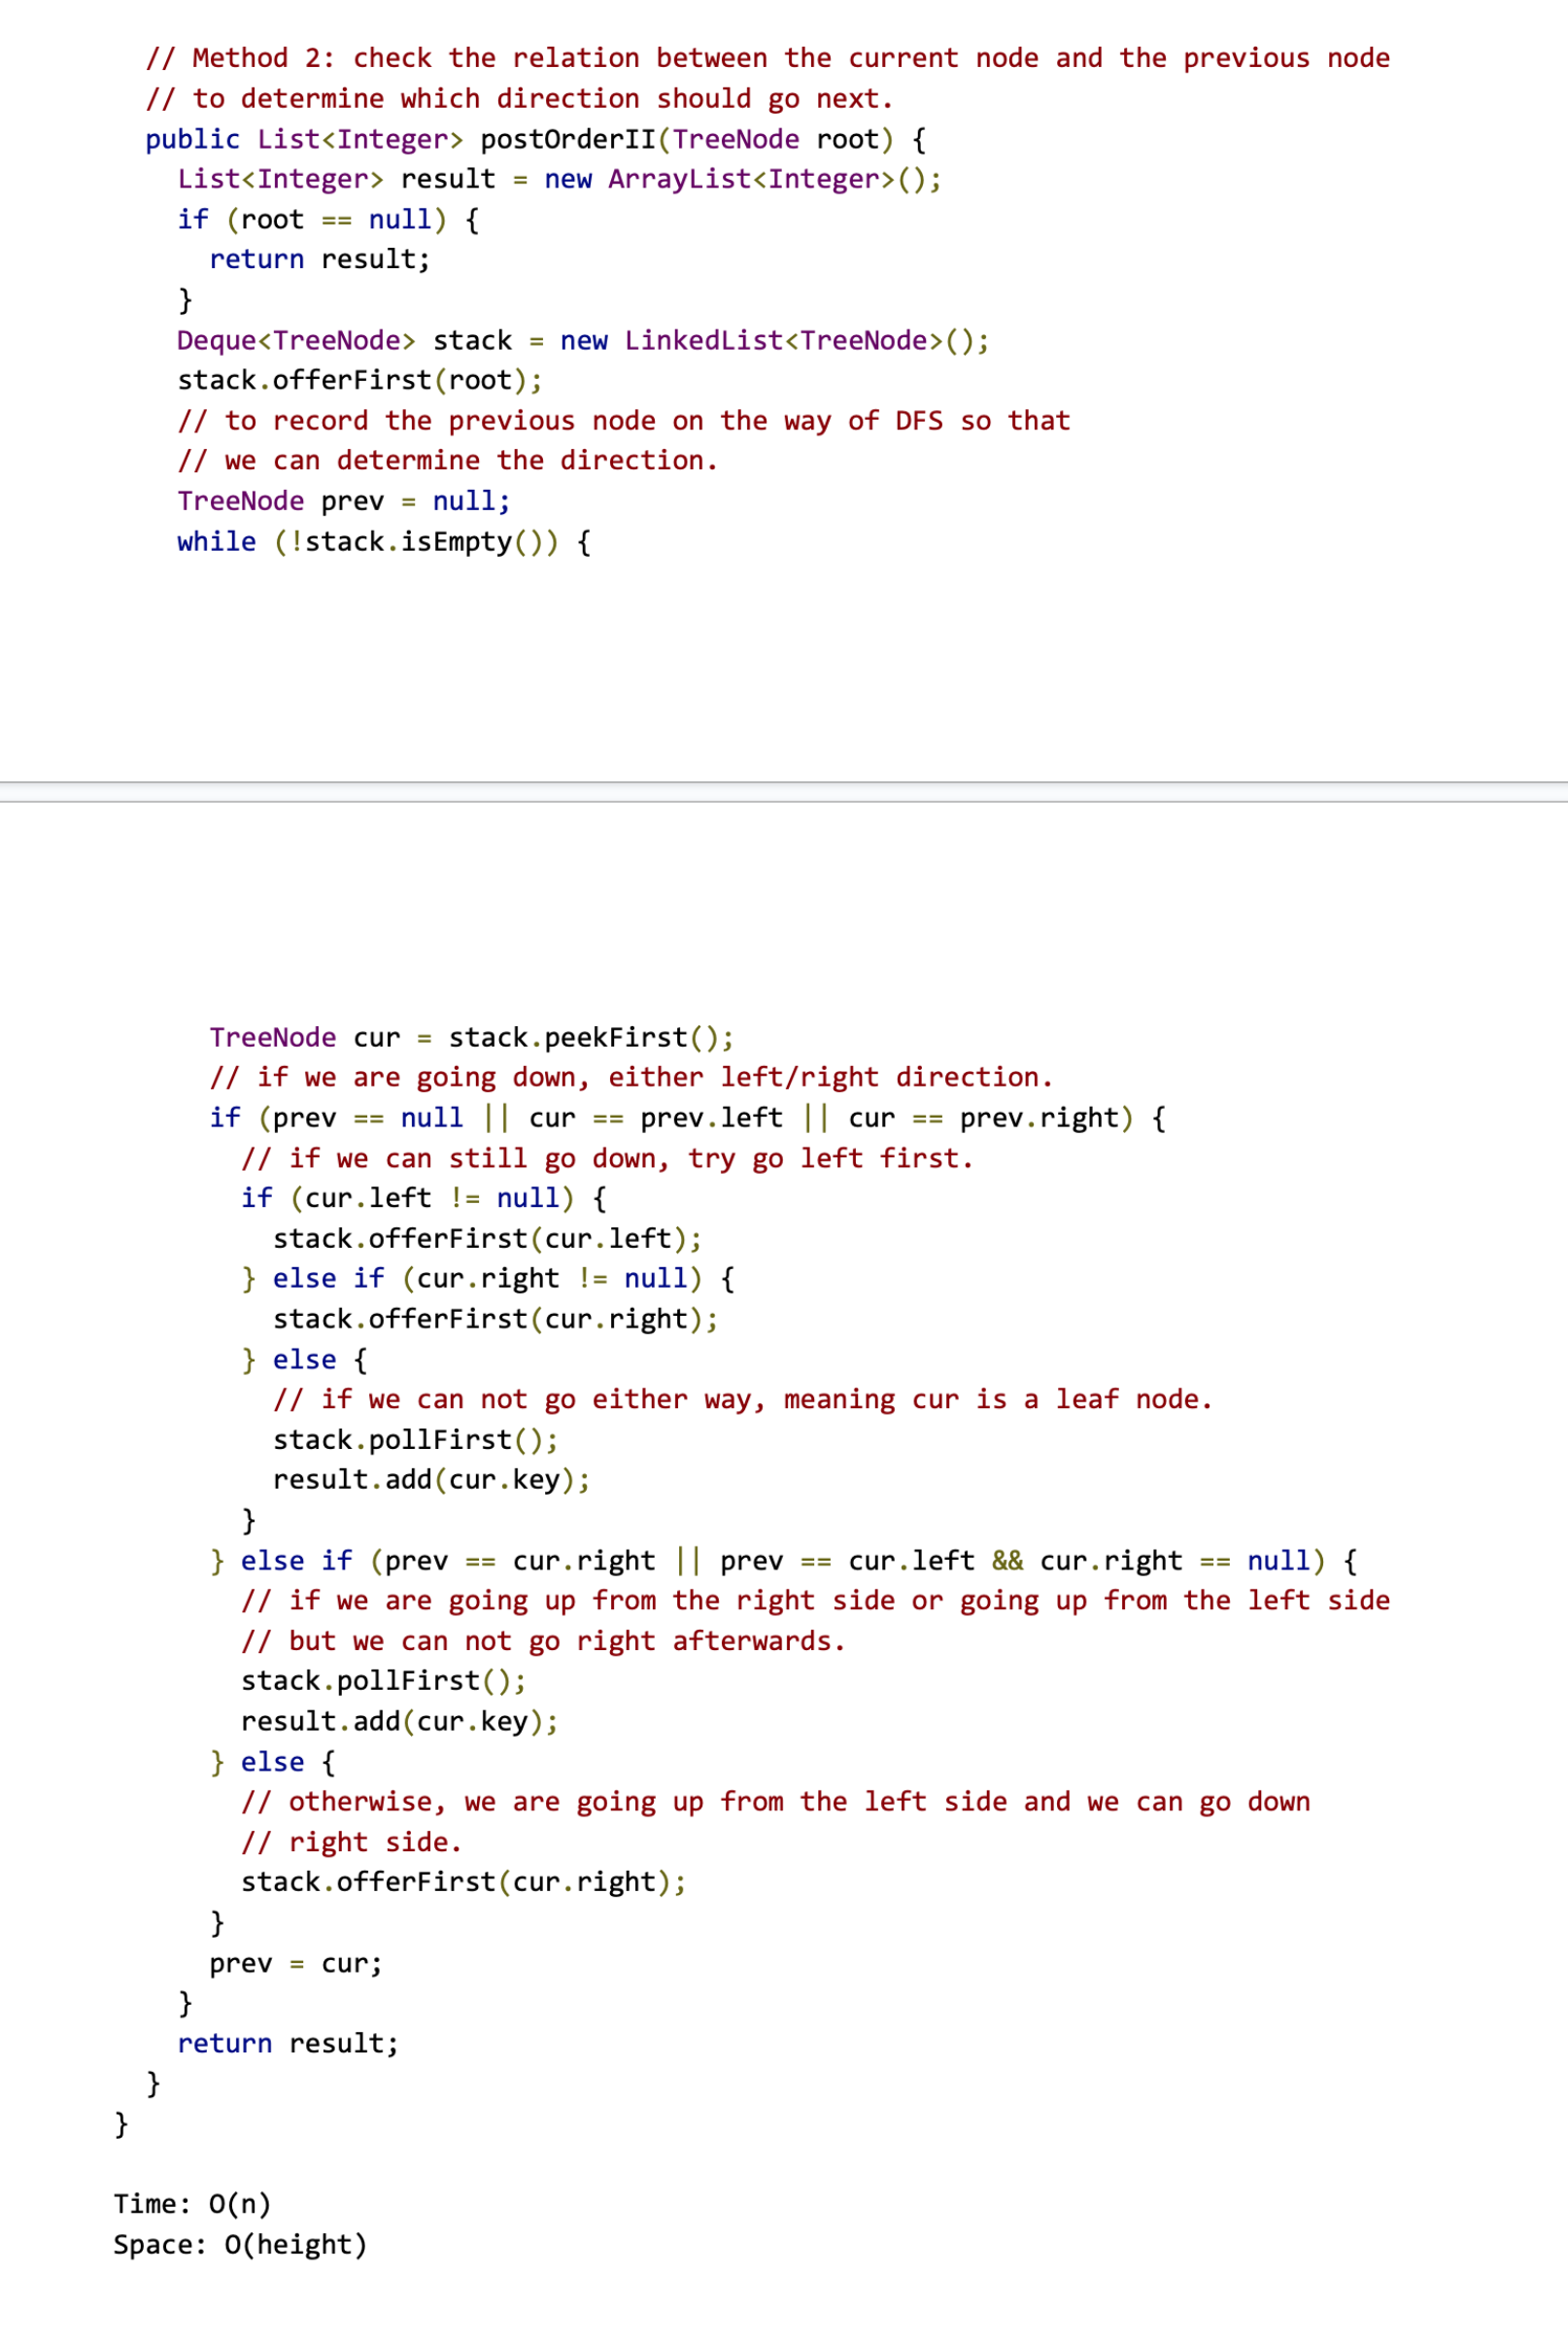 // Method 2: check the relation between the current node and the previous node
// to determine which direction should go next.
public List<Integer> postOrderII(TreeNode root) {
  List<Integer> result = new ArrayList<Integer>();
  if (root == null) {
    return result;
  }
  Deque<TreeNode> stack = new LinkedList<TreeNode>();
  stack.offerFirst(root);
  // to record the previous node on the way of DFS so that
  // we can determine the direction.
  TreeNode prev = null;
  while (!stack.isEmpty()) {
    TreeNode cur = stack.peekFirst();
    // if we are going down, either left/right direction.
    if (prev == null || cur == prev.left || cur == prev.right) {
      // if we can still go down, try go left first.
      if (cur.left != null) {
        stack.offerFirst(cur.left);
      } else if (cur.right != null) {
        stack.offerFirst(cur.right);
      } else {
        // if we can not go either way, meaning cur is a leaf node.
        stack.pollFirst();
        result.add(cur.key);
      }
    } else if (prev == cur.right || prev == cur.left && cur.right == null) {
      // if we are going up from the right side or going up from the left side
      // but we can not go right afterwards.
      stack.pollFirst();
      result.add(cur.key);
    } else {
      // otherwise, we are going up from the left side and we can go down
      // right side.
      stack.offerFirst(cur.right);
    }
    prev = cur;
  }
  return result;
}
}
Time: O(n)
Space: O(height)